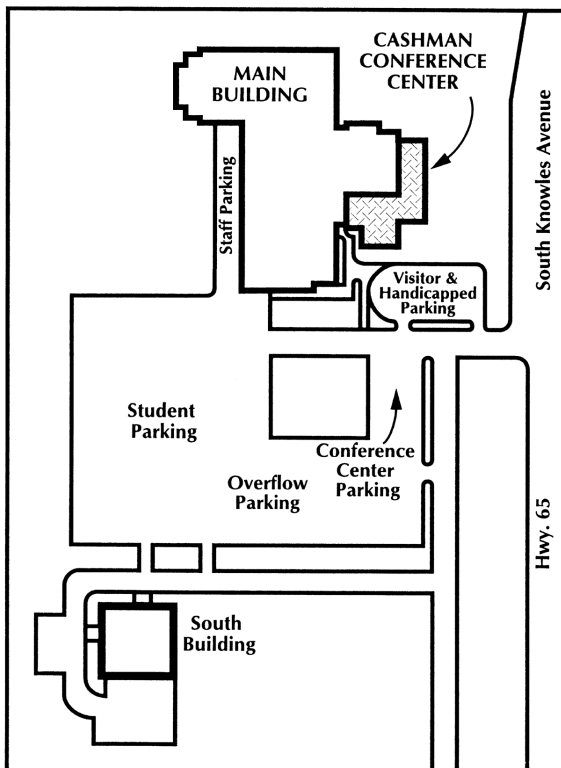 CASHMAN
CONFERENCE
CENTER
MAIN
BUILDING
Staff Parking
South Knowles Avenue
Visitor &
Handicapped
Parking
Student
Parking
Conference
Center
Parking
Overflow
Parking
Hwy. 65
South
Building